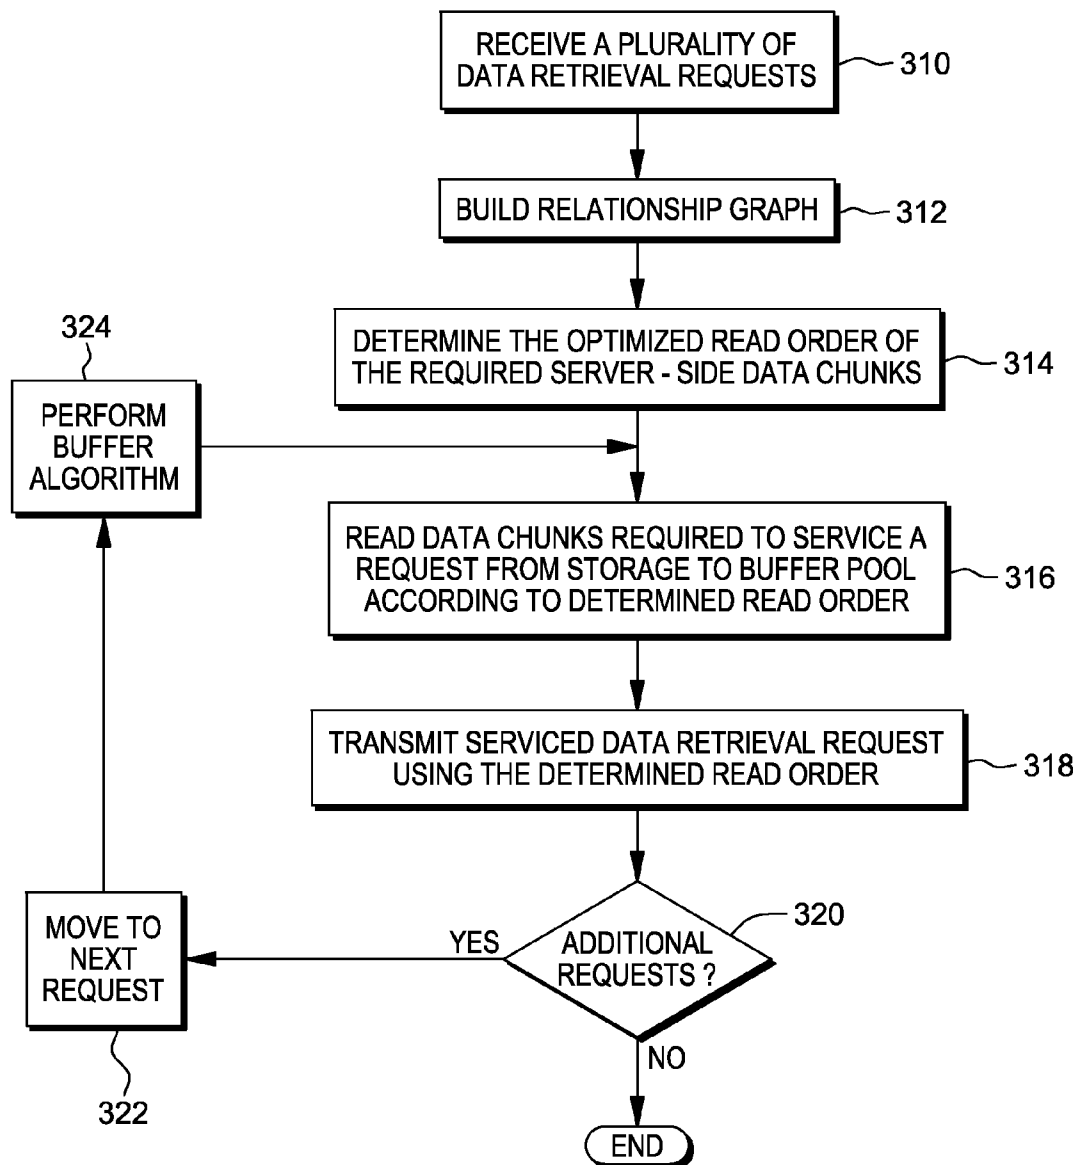 RECEIVE A PLURALITY OF
DATA RETRIEVAL REQUESTS
310
BUILD RELATIONSHIP GRAPH
312
DETERMINE THE OPTIMIZED READ ORDER OF
THE REQUIRED SERVER - SIDE DATA CHUNKS
314
324
PERFORM
BUFFER
ALGORITHM
READ DATA CHUNKS REQUIRED TO SERVICE A
REQUEST FROM STORAGE TO BUFFER POOL
ACCORDING TO DETERMINED READ ORDER
316
TRANSMIT SERVICED DATA RETRIEVAL REQUEST
USING THE DETERMINED READ ORDER
318
ADDITIONAL
REQUESTS ?
320
YES
MOVE TO
NEXT
REQUEST
322
NO
END